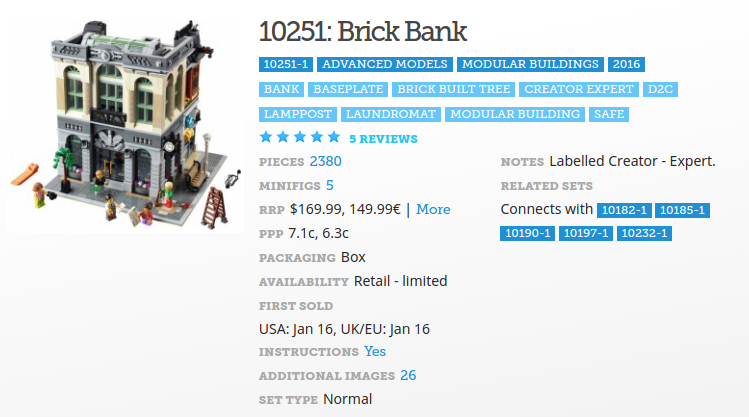 10251: Brick Bank
10251-1 ADVANCED MODELS MODULAR BUILDINGS 2016
BANK BASEPLATE BRICK BUILT TREE CREATOR EXPERT D2C
LAMPPOST LAUNDROMAT MODULAR BUILDING SAFE
5 REVIEWS
PIECES 2380
MINIFIGS 5
RRP $169.99, 149.99€ | More
PPP 7.1c, 6.3c
PACKAGING Box
AVAILABILITY Retail - limited
FIRST SOLD
USA: Jan 16, UK/EU: Jan 16
INSTRUCTIONS Yes
ADDITIONAL IMAGES 26
SET TYPE Normal
NOTES Labelled Creator - Expert.
RELATED SETS
Connects with 10182-1 10185-1
10190-1 10197-1 10232-1